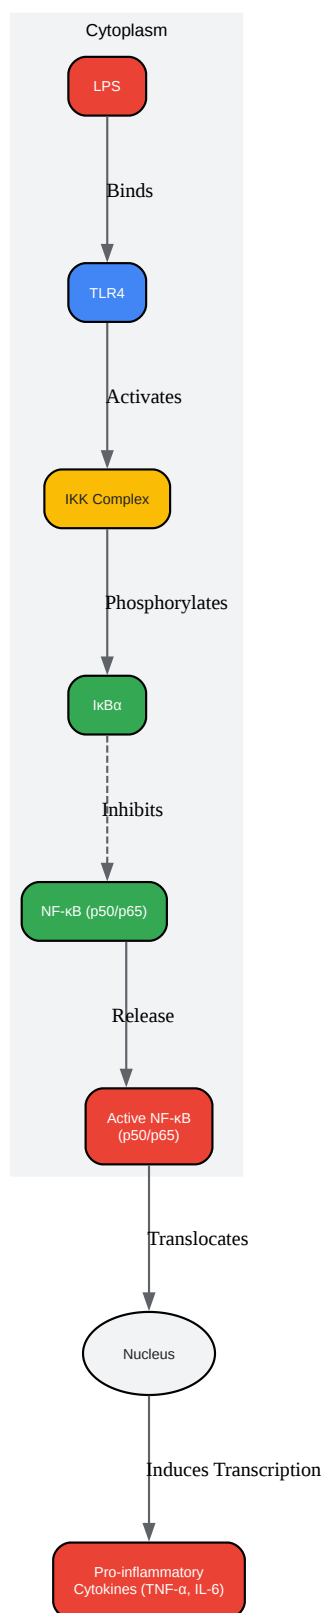 Cytoplasm
LPS
Binds
TLR4
Activates
IKK Complex
Phosphorylates
IκBα
Inhibits
NF-κB (p50/p65)
Release
Active NF-κB
(p50/p65)
Translocates
Nucleus
Induces Transcription
Pro-inflammatory
Cytokines (TNF-α, IL-6)